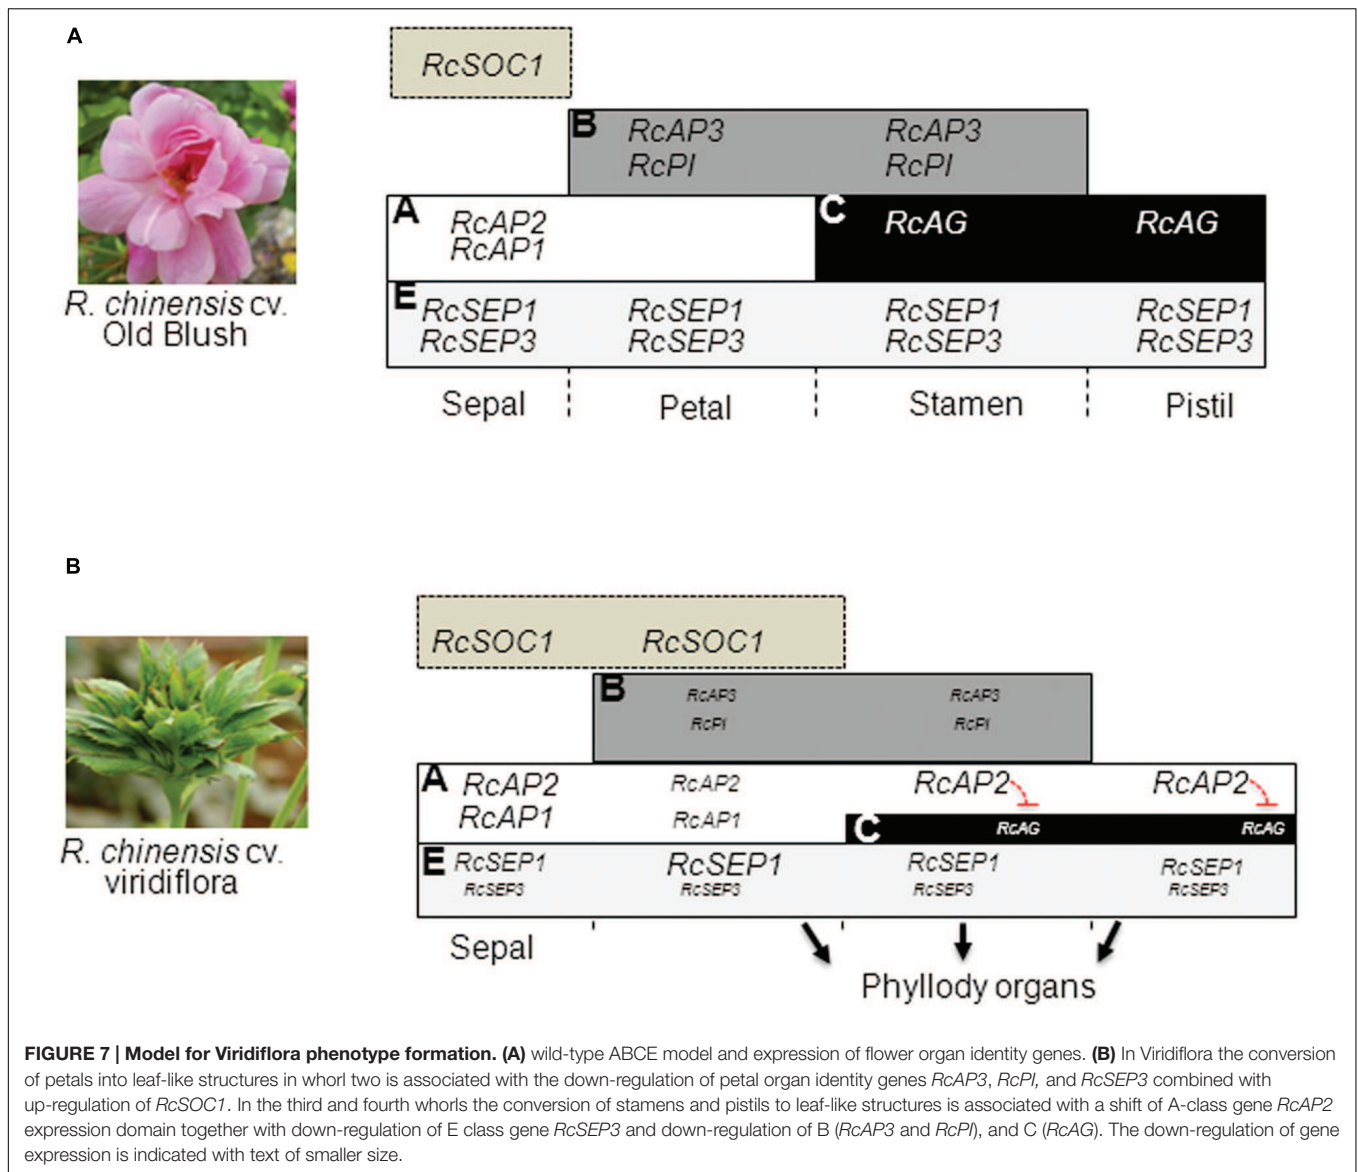 A
RcSOC1
B RcAP3 RcAP3
RcPI RcPI
A RcAP2 C RcAG RcAG
RcAP1
E RcSEP1 RcSEP1 RcSEP1 RcSEP1
RcSEP3 RcSEP3 RcSEP3 RcSEP3
Sepal Petal Stamen Pistil
R. chinensis cv.
Old Blush
B
RcSOC1 RcSOC1
B RcAP3 RcAP3
RcPI RcPI
A RcAP2 RcAP2 RcAP2 RcAP2
RcAP1 RcAP1 C RcAG RcAG
E RcSEP1 RcSEP1 RcSEP1 RcSEP1
RcSEP3 RcSEP3 RcSEP3 RcSEP3
Sepal
Phyllody organs
R. chinensis cv.
viridiflora
FIGURE 7 | Model for Viridiflora phenotype formation. (A) wild-type ABCE model and expression of flower organ identity genes. (B) In Viridiflora the conversion
of petals into leaf-like structures in whorl two is associated with the down-regulation of petal organ identity genes RcAP3, RcPI, and RcSEP3 combined with
up-regulation of RcSOC1. In the third and fourth whorls the conversion of stamens and pistils to leaf-like structures is associated with a shift of A-class gene RcAP2
expression domain together with down-regulation of E class gene RcSEP3 and down-regulation of B (RcAP3 and RcPI), and C (RcAG). The down-regulation of gene
expression is indicated with text of smaller size.